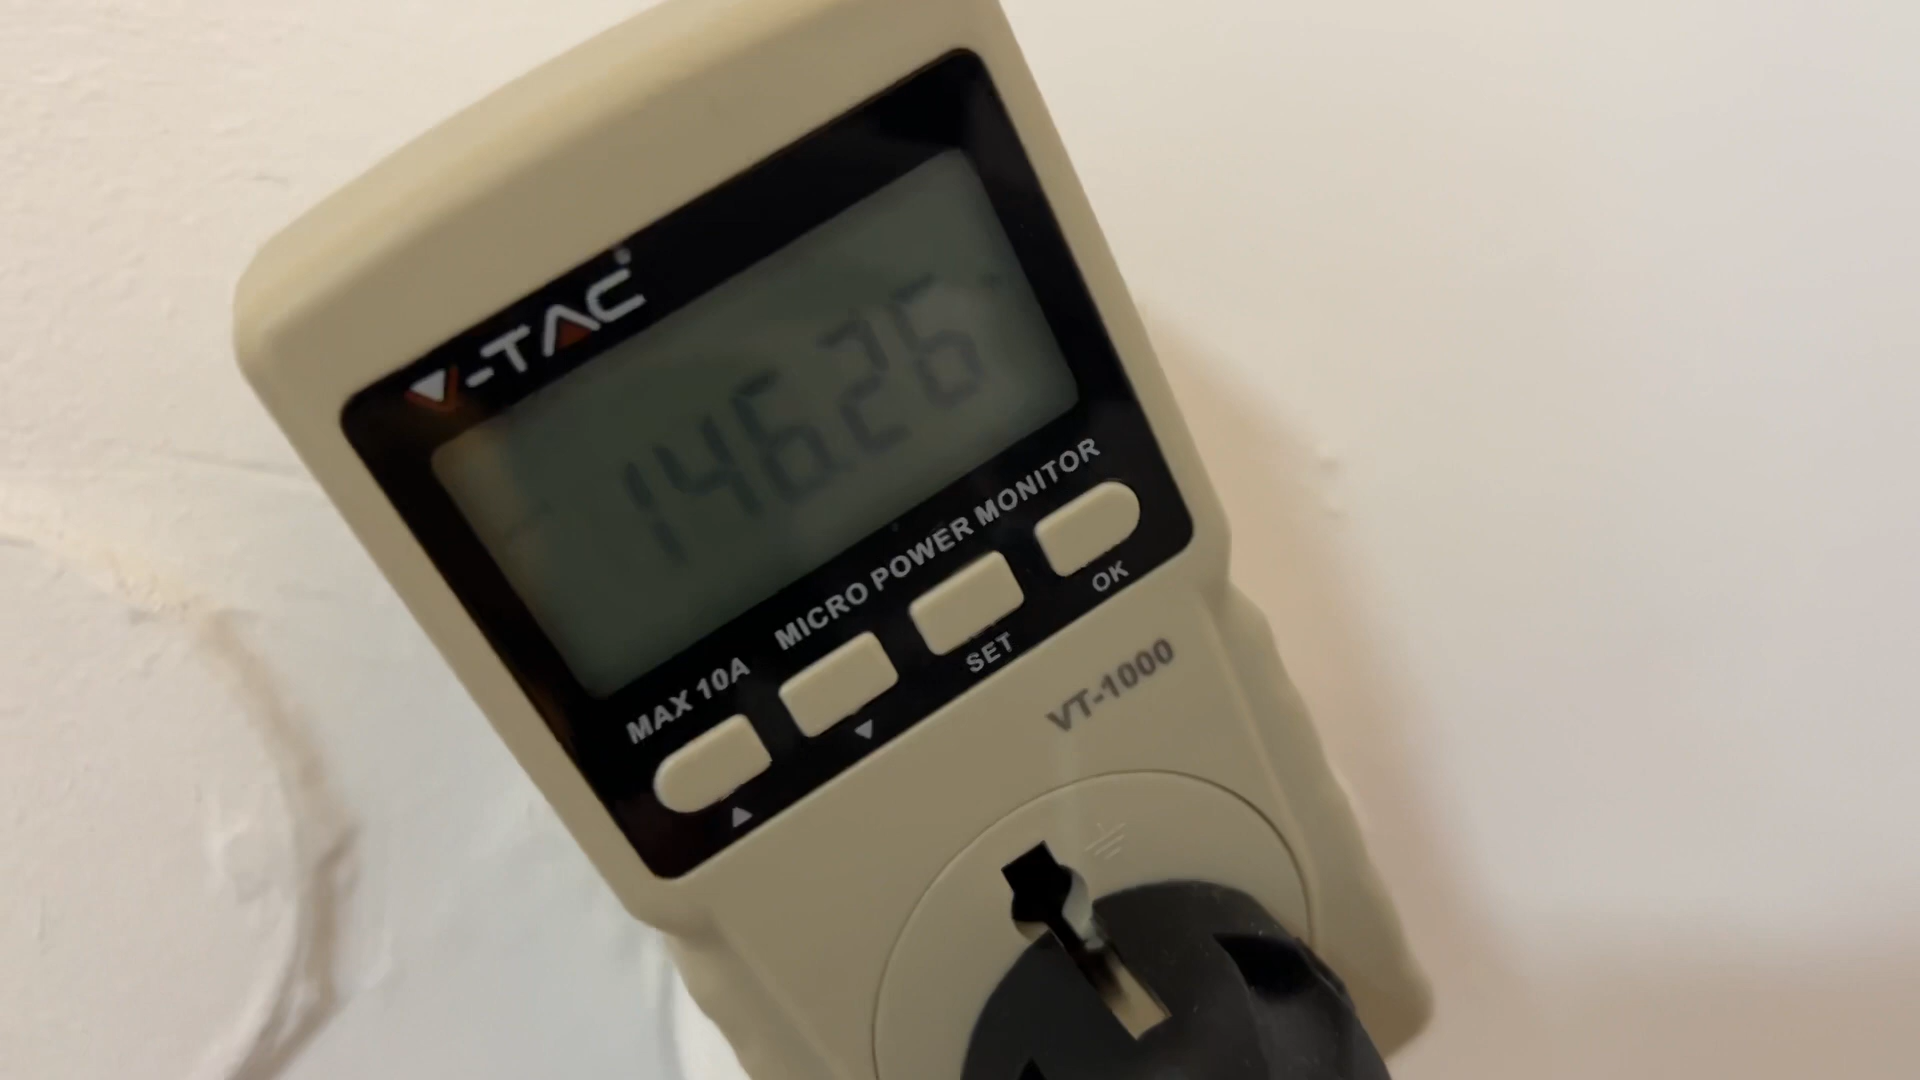 V-TAC
146.26
MAX 10A MICRO POWER MONITOR
▲ ▼ SET OK
VT-1000